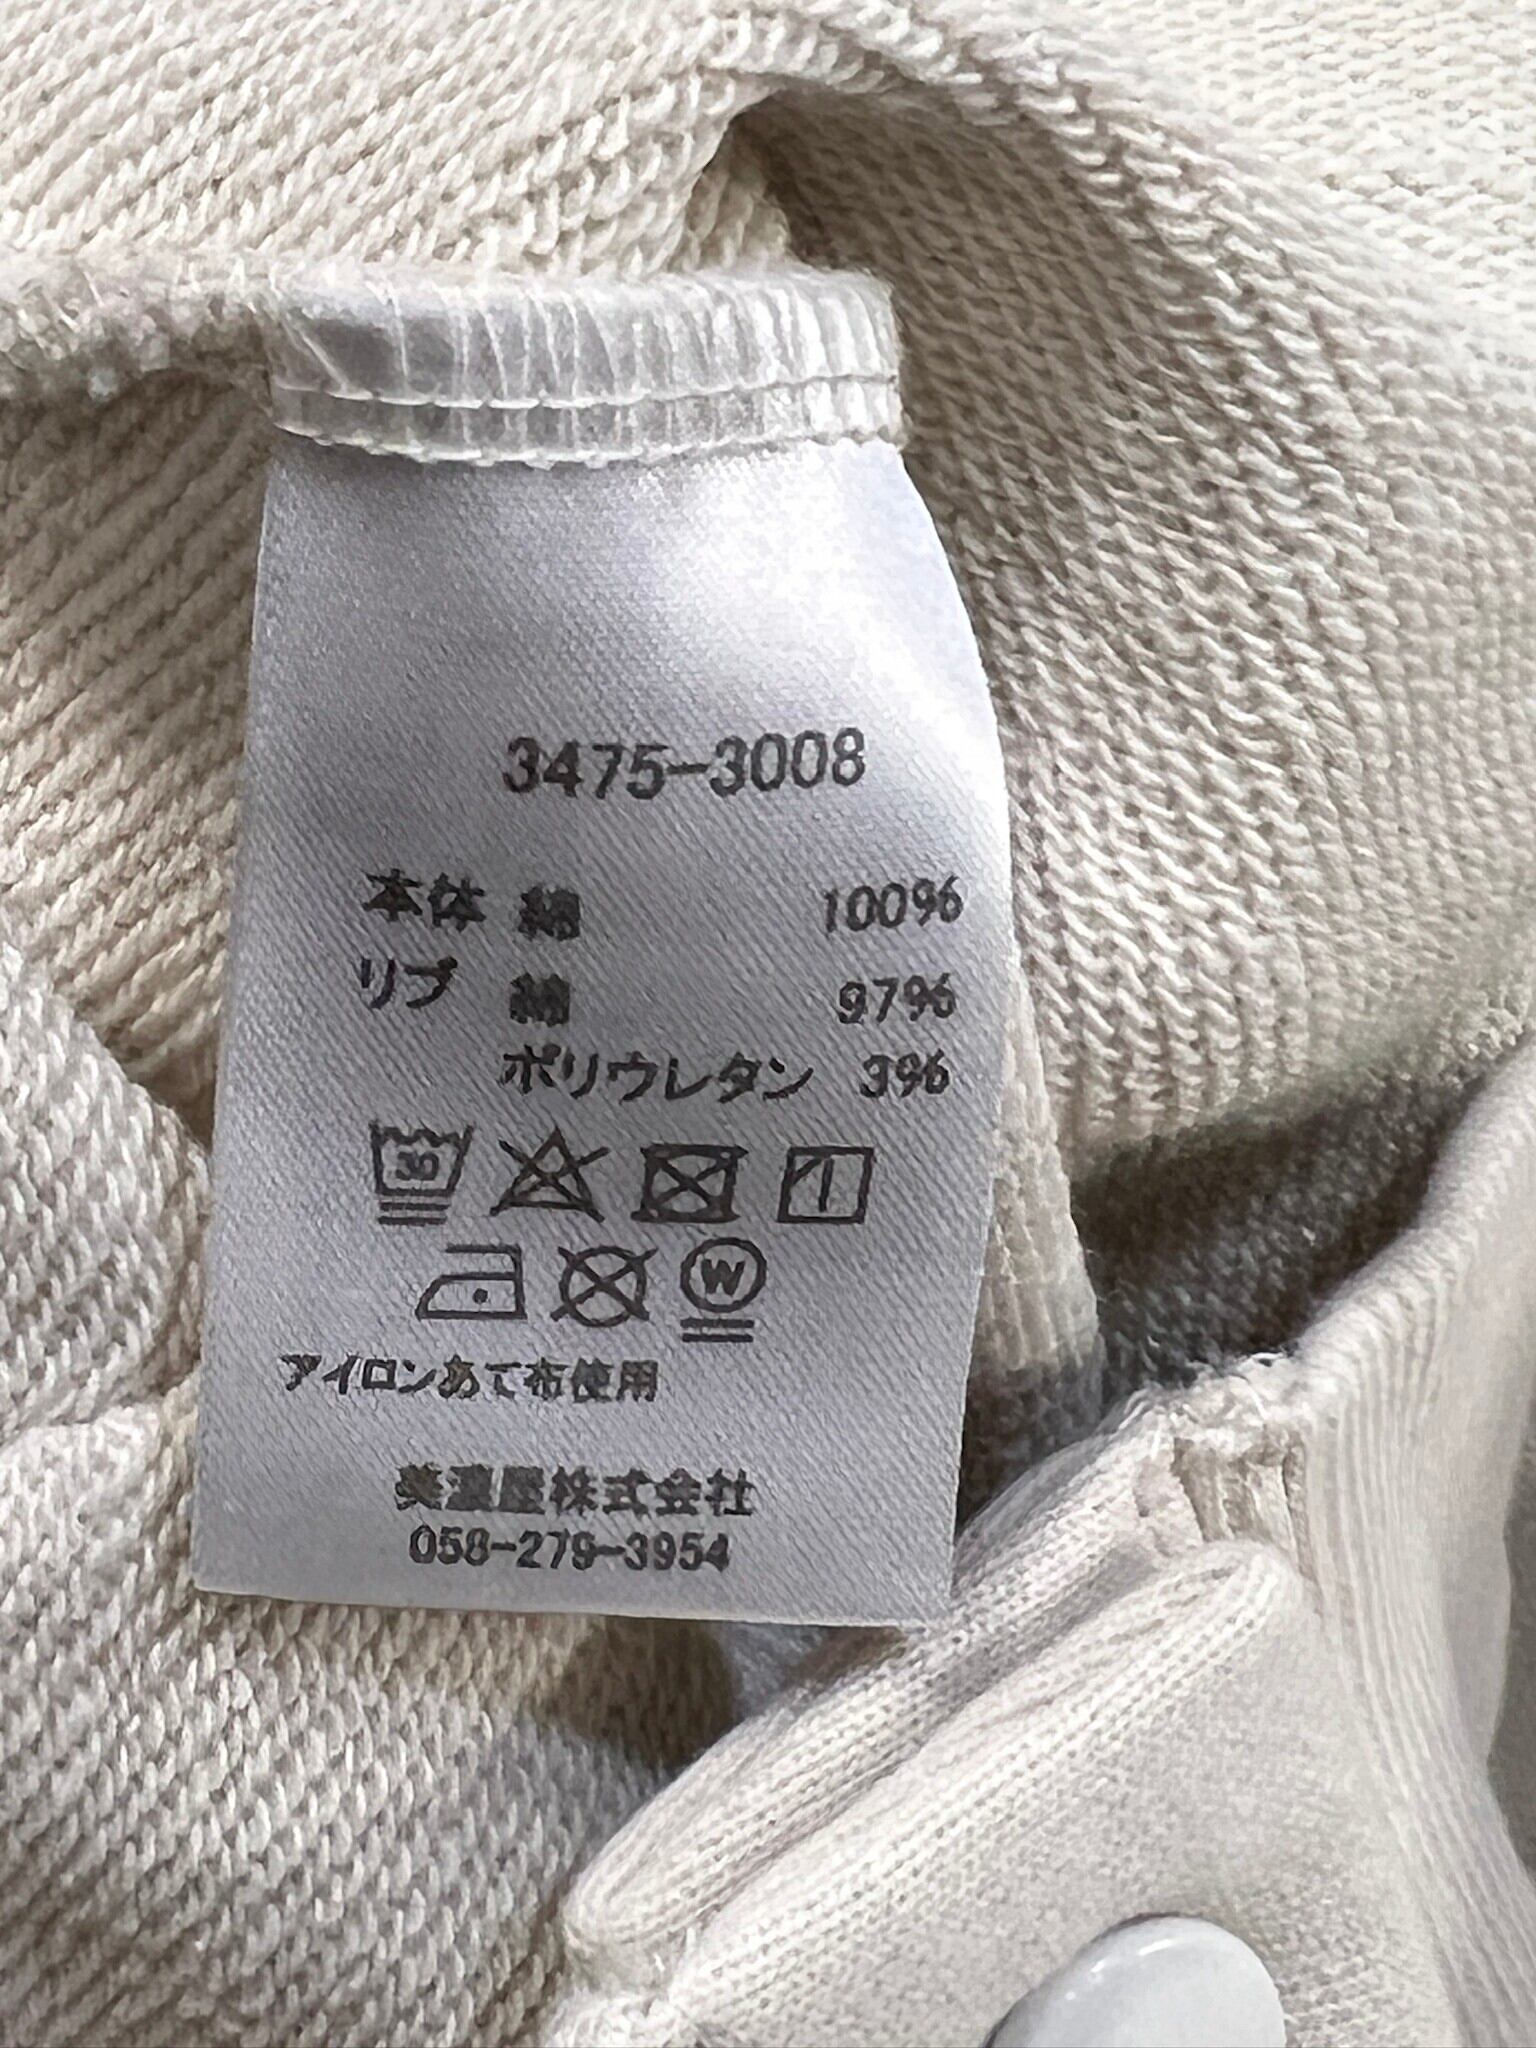 3475-3008
本体 綿 100%
リブ 綿 97%
ポリウレタン 3%
30
W
アイロンあて布使用
美濃屋株式会社
058-279-3954